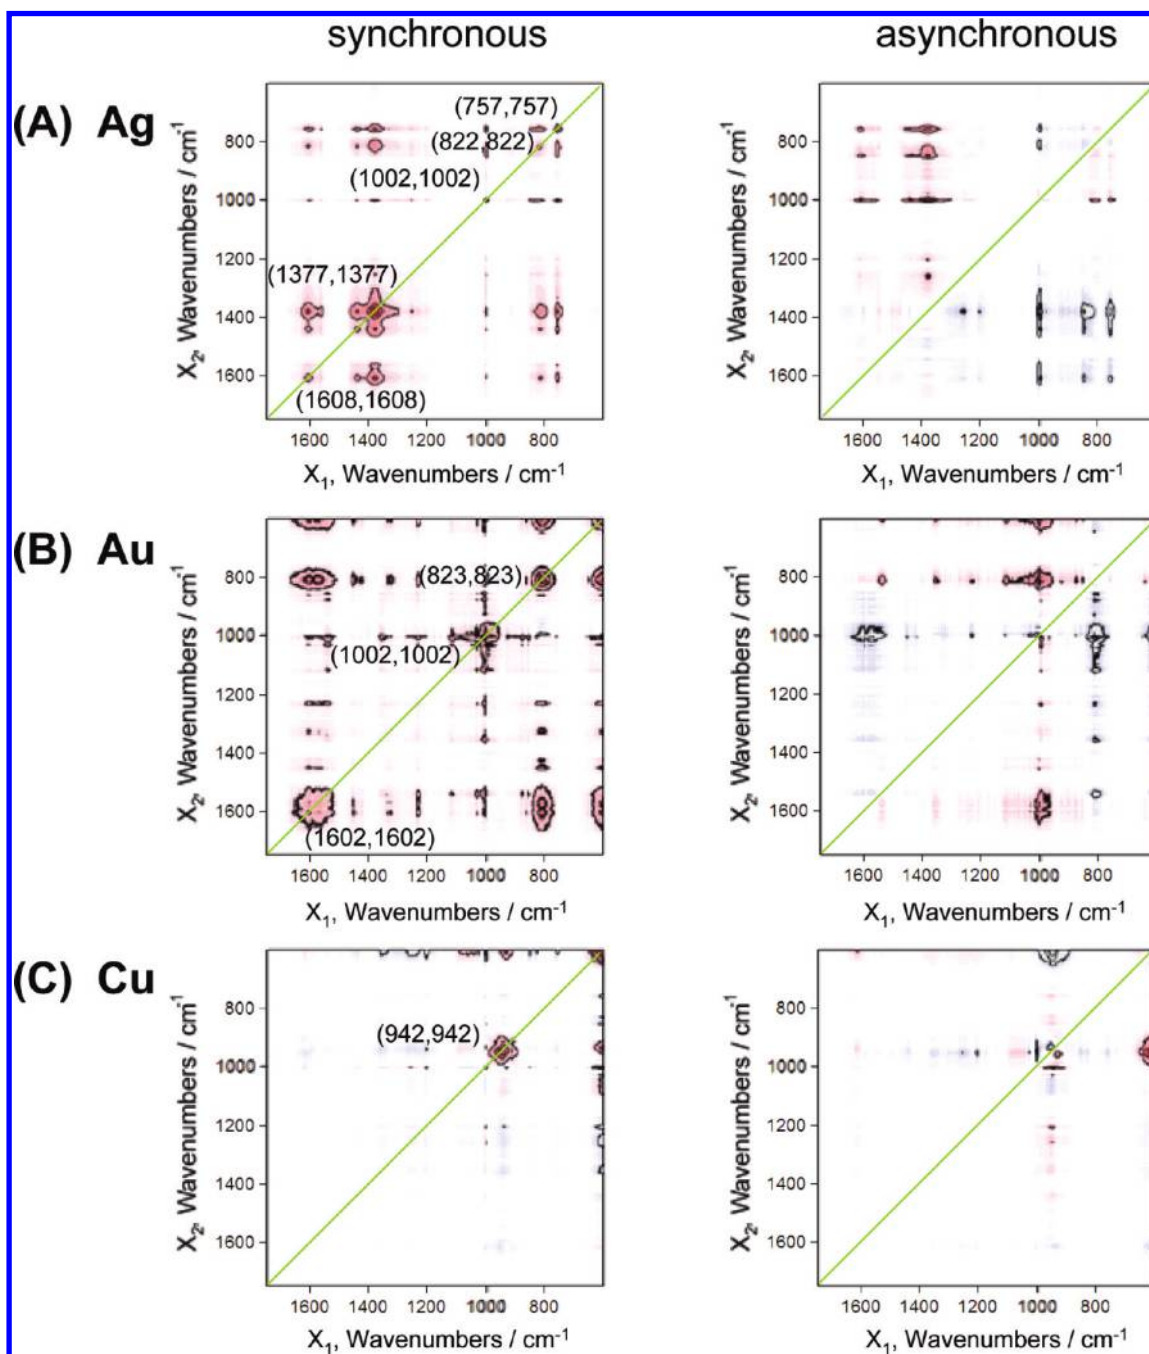 synchronous asynchronous
(A) Ag
(757,757)
(822,822)
(1002,1002)
(1377,1377)
(1608,1608)
X₂, Wavenumbers / cm⁻¹
800
1000
1200
1400
1600
1600 1400 1200 1000 800
X₁, Wavenumbers / cm⁻¹
X₂, Wavenumbers / cm⁻¹
800
1000
1200
1400
1600
1600 1400 1200 1000 800
X₁, Wavenumbers / cm⁻¹
(B) Au
(823,823)
(1002,1002)
(1602,1602)
X₂, Wavenumbers / cm⁻¹
800
1000
1200
1400
1600
1600 1400 1200 1000 800
X₁, Wavenumbers / cm⁻¹
X₂, Wavenumbers / cm⁻¹
800
1000
1200
1400
1600
1600 1400 1200 1000 800
X₁, Wavenumbers / cm⁻¹
(C) Cu
(942,942)
X₂, Wavenumbers / cm⁻¹
800
1000
1200
1400
1600
1600 1400 1200 1000 800
X₁, Wavenumbers / cm⁻¹
X₂, Wavenumbers / cm⁻¹
800
1000
1200
1400
1600
1600 1400 1200 1000 800
X₁, Wavenumbers / cm⁻¹